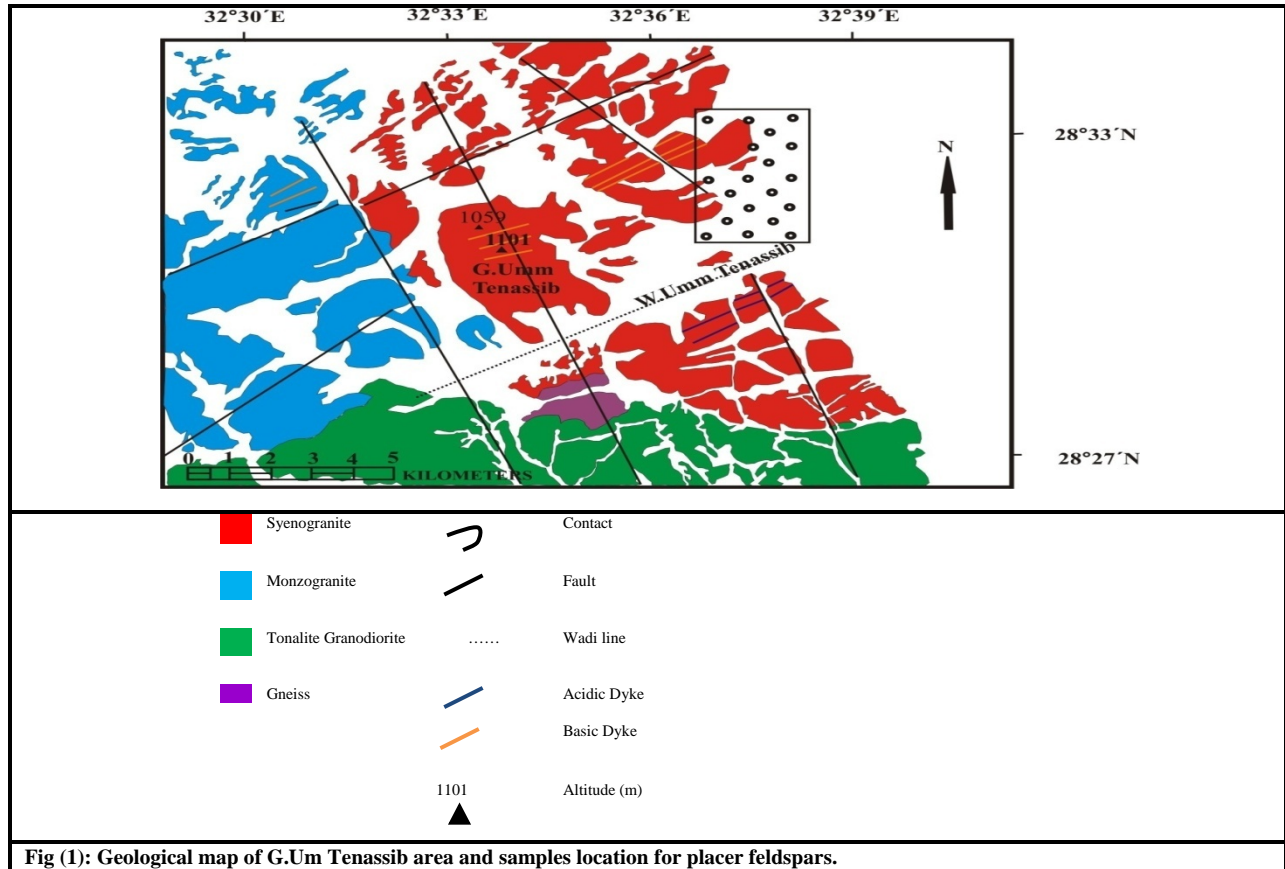 32°30´E 32°33´E 32°36´E 32°39´E
28°33´N
N
1059
1101
G.Umm
Tenassib
W.Umm Tenassib
28°27´N
0 1 2 3 4 5
KILOMETERS
Syenogranite Contact
Monzogranite Fault
Tonalite Granodiorite ...... Wadi line
Gneiss Acidic Dyke
Basic Dyke
1101 Altitude (m)
Fig (1): Geological map of G.Um Tenassib area and samples location for placer feldspars.